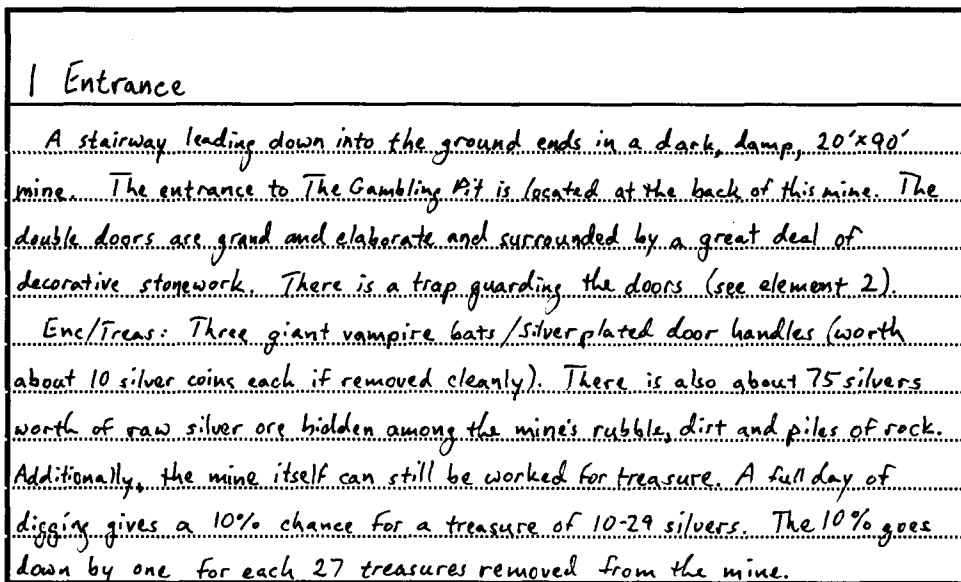 1 Entrance
A stairway leading down into the ground ends in a dark, damp, 20'x90'
mine. The entrance to The Gambling Pit is located at the back of this mine. The
double doors are grand and elaborate and surrounded by a great deal of
decorative stonework. There is a trap guarding the doors (see element 2).
Enc/Treas: Three giant vampire bats/Silver plated door handles (worth
about 10 silver coins each if removed cleanly). There is also about 75 silvers
worth of raw silver ore hidden among the mine's rubble, dirt and piles of rock.
Additionally, the mine itself can still be worked for treasure. A full day of
digging gives a 10% chance for a treasure of 10-29 silvers. The 10% goes
down by one for each 27 treasures removed from the mine.